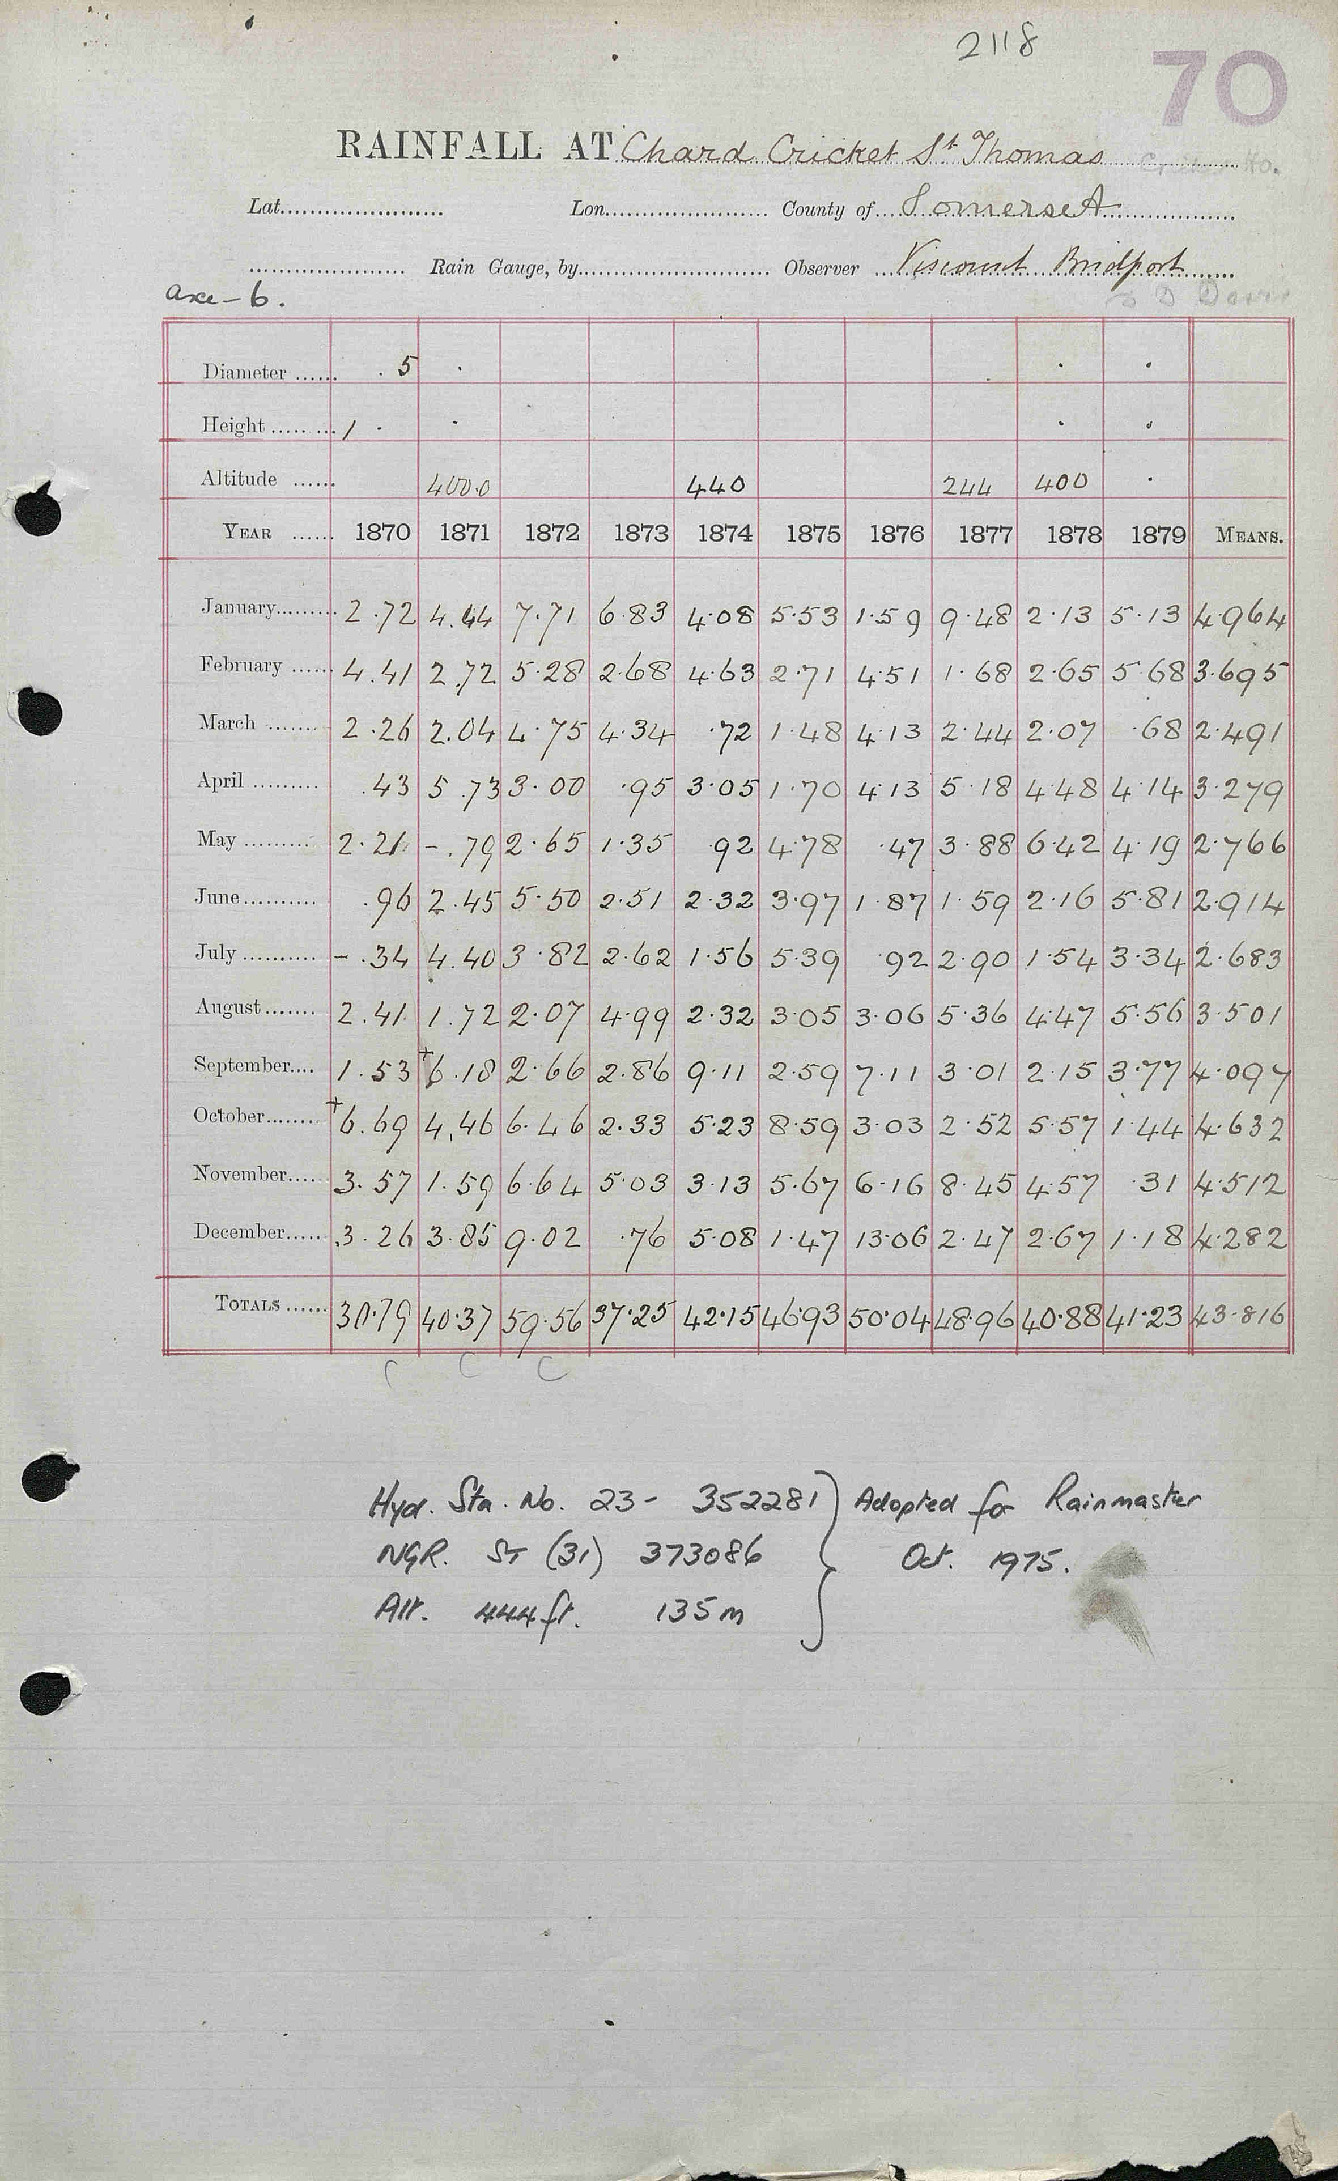 2118
70
RAINFALL AT Chard Cricket St Thomas
Lat...................... Lon...................... County of... Somerset
...................... Rain Gauge, by.......................... Observer ... Viscount Bridport
axe - 6.
Diameter ...... . 5 . . .
Height ......... 1 . . . .
Altitude ...... 400.0 440 244 400 .
YEAR ...... 1870 1871 1872 1873 1874 1875 1876 1877 1878 1879 MEANS.
January......... 2.72 4.44 7.71 6.83 4.08 5.53 1.59 9.48 2.13 5.13 4.964
February ...... 4.41 2.72 5.28 2.68 4.63 2.71 4.51 1.68 2.65 5.68 3.695
March ......... 2.26 2.04 4.75 4.34 .72 1.48 4.13 2.44 2.07 .68 2.491
April ......... .43 5.73 3.00 .95 3.05 1.70 4.13 5.18 4.48 4.14 3.279
May ......... 2.21 -.79 2.65 1.35 .92 4.78 .47 3.88 6.42 4.19 2.766
June.......... .96 2.45 5.50 2.51 2.32 3.97 1.87 1.59 2.16 5.81 2.914
July .......... -.34 4.40 3.82 2.62 1.56 5.39 .92 2.90 1.54 3.34 2.683
August....... 2.41 1.72 2.07 4.99 2.32 3.05 3.06 5.36 4.47 5.56 3.501
September.... 1.53 +6.18 2.66 2.86 9.11 2.59 7.11 3.01 2.15 3.77 4.097
October........ +6.69 4.46 6.46 2.33 5.23 8.59 3.03 2.52 5.57 1.44 4.632
November..... 3.57 1.59 6.64 5.03 3.13 5.67 6.16 8.45 4.57 .31 4.512
December...... 3.26 3.85 9.02 .76 5.08 1.47 13.06 2.47 2.67 1.18 4.282
TOTALS ...... 30.79 40.37 59.56 37.25 42.15 46.93 50.04 48.96 40.88 41.23 43.816
C C C
Hyd. Sta. No. 23 - 352281 } Adopted for Rainmaster
NGR. ST (31) 373086 Oct. 1975.
Alt. 444ft. 135m